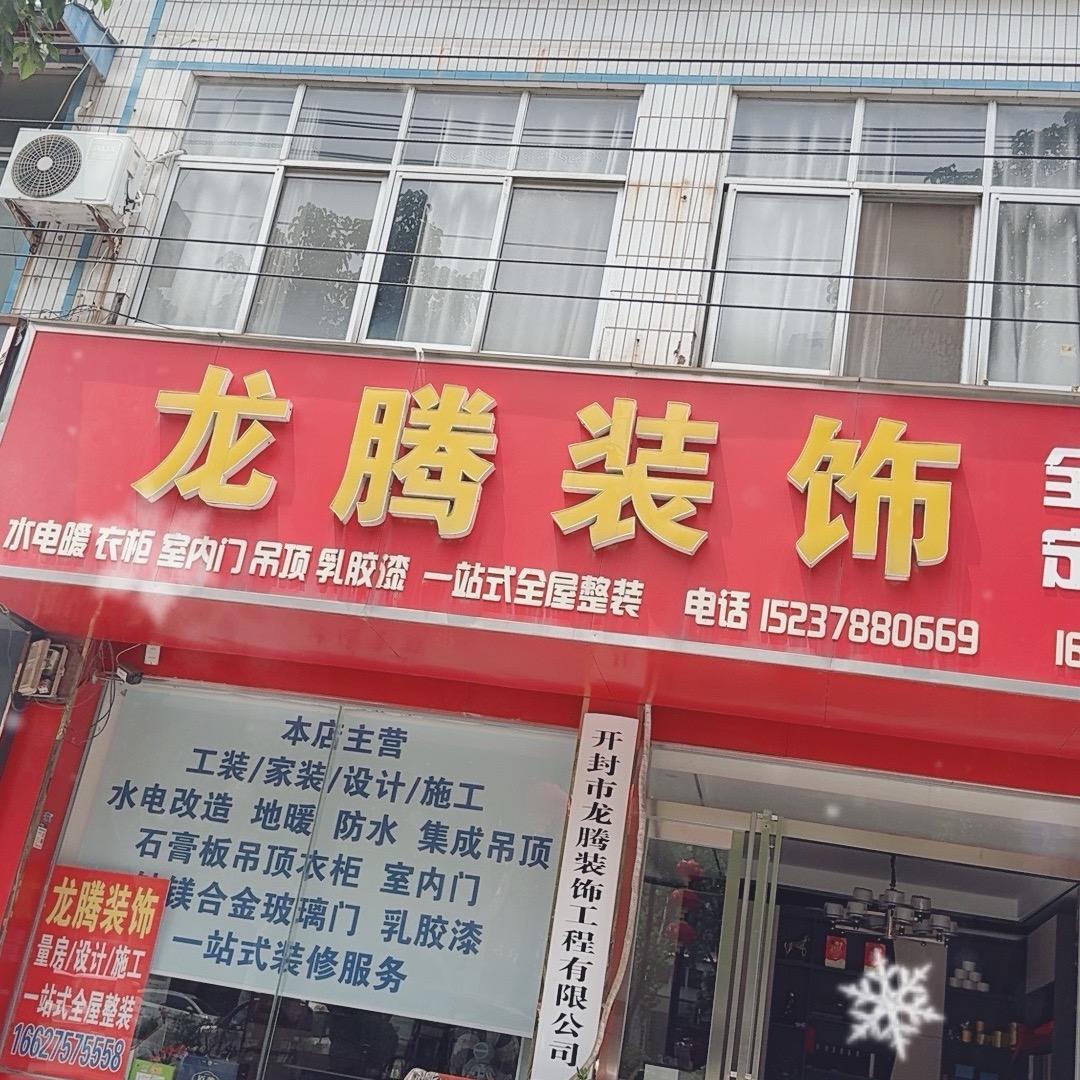 龙腾装饰
全
定
水电暖 衣柜 室内门 吊顶 乳胶漆 一站式全屋整装 电话 15237880669
16
本店主营
工装/家装/设计/施工
水电改造 地暖 防水 集成吊顶
石膏板吊顶衣柜 室内门
镁合金玻璃门 乳胶漆
一站式装修服务
开封市龙腾装饰工程有限公司
龙腾装饰
量房/设计/施工
一站式全屋整装
16627575558